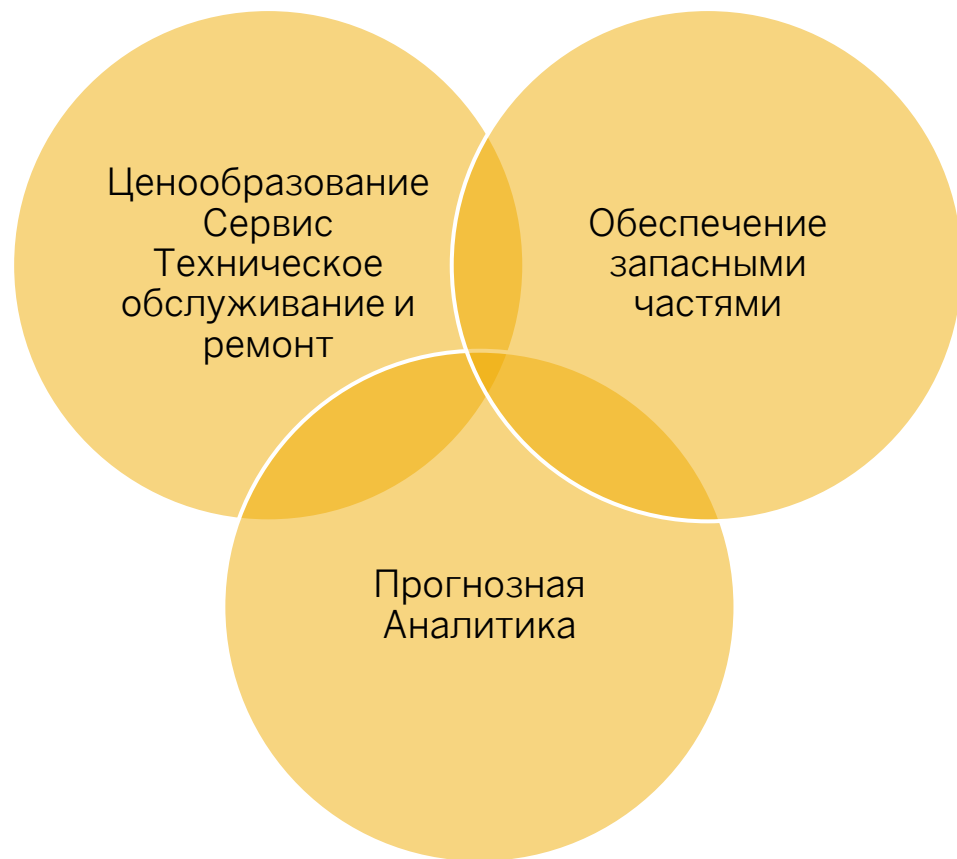 Ценообразование
Сервис
Техническое
обслуживание и
ремонт
Обеспечение
запасными
частями
Прогнозная
Аналитика